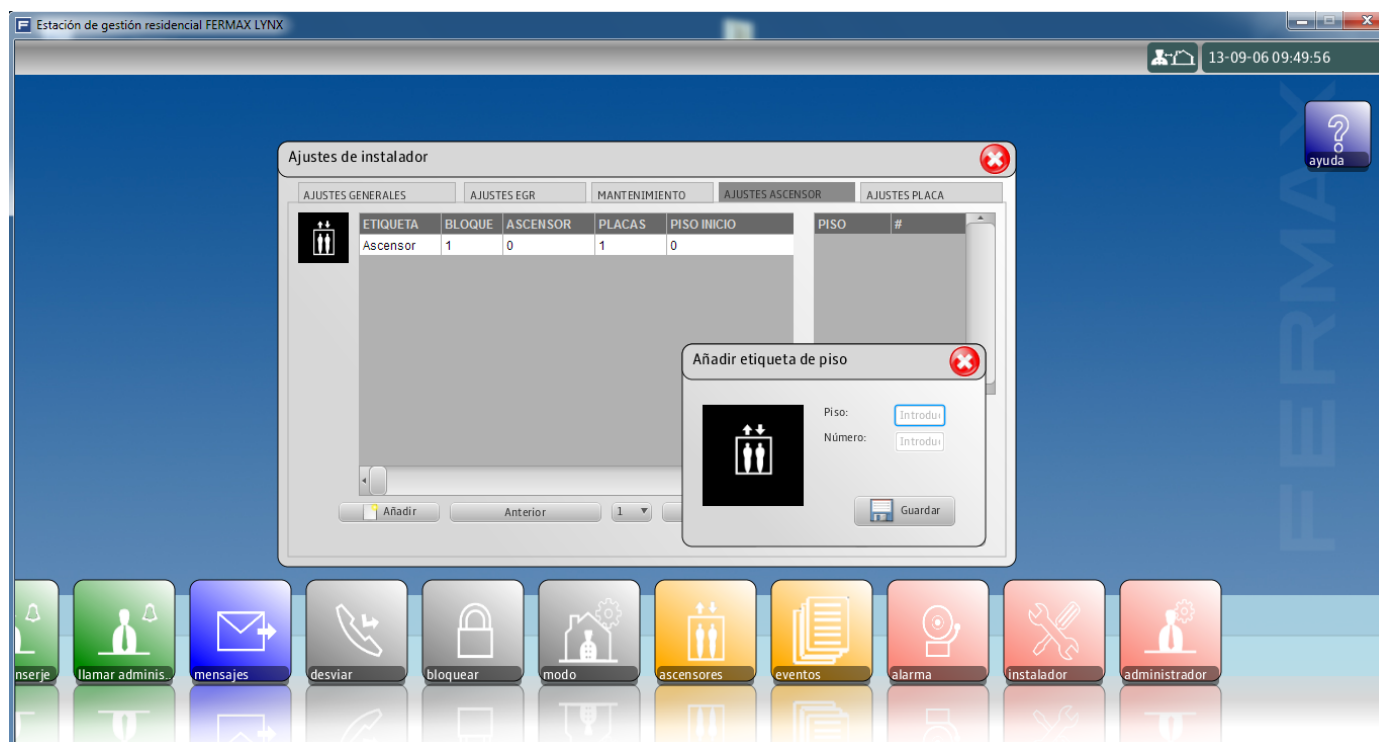 Estación de gestión residencial FERMAX LYNX
13-09-06 09:49:56
ayuda
FERMAX
Ajustes de instalador
AJUSTES GENERALES AJUSTES EGR MANTENIMIENTO AJUSTES ASCENSOR AJUSTES PLACA
ETIQUETA BLOQUE ASCENSOR PLACAS PISO INICIO PISO #
Ascensor 1 0 1 0
Añadir etiqueta de piso
Piso: Introdu
Número: Introdu
Guardar
Añadir Anterior 1
nserje llamar adminis.. mensajes desviar bloquear modo ascensores eventos alarma instalador administrador